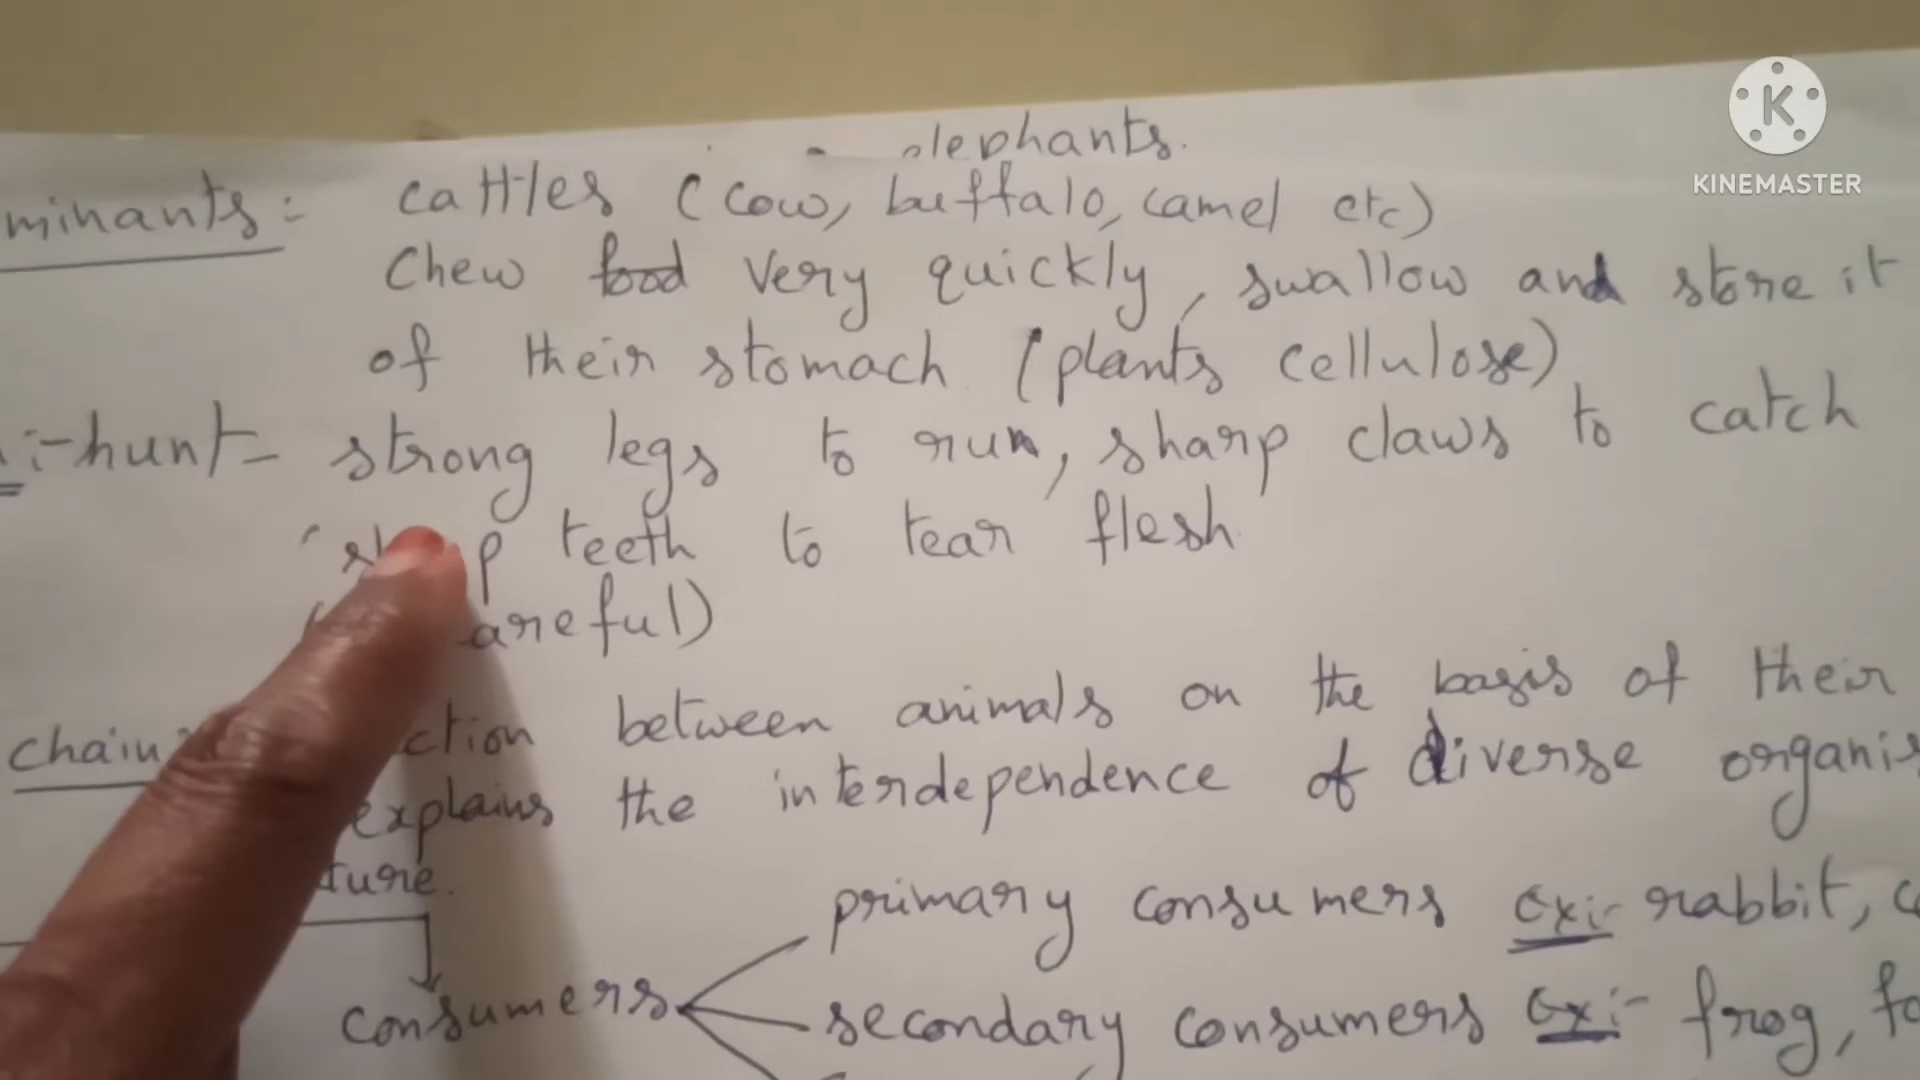 elephants.
minants:- cattles (cow, buffalo, camel etc)
Chew food very quickly, swallow and store it
of their stomach (plants cellulose)
:-hunt- strong legs to run, sharp claws to catch
teeth to tear flesh
areful)
chain ction between animals on the basis of their
explains the interdependence of diverse organis
ture.
primary consumers ex:- rabbit, co
consumers
secondary consumers ex:- frog, fo
K
KINEMASTER